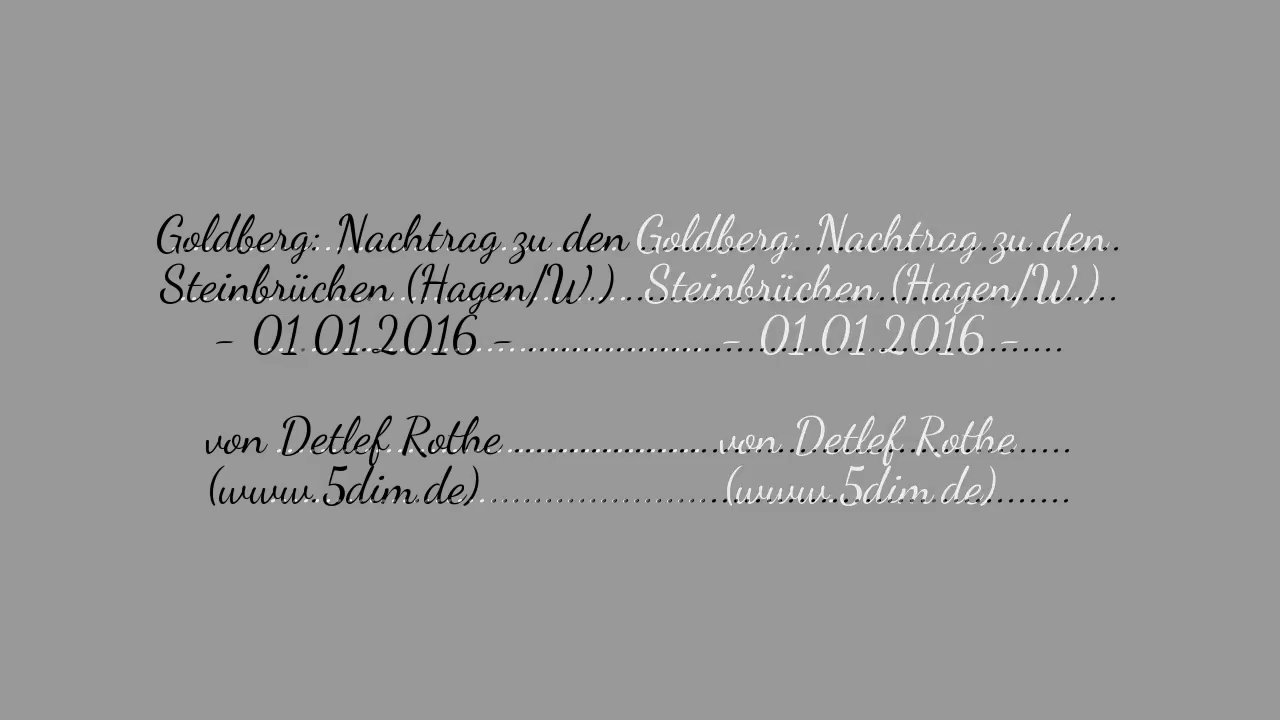 Goldberg: Nachtrag zu den Goldberg: Nachtrag zu den
Steinbrüchen (Hagen/W.) Steinbrüchen (Hagen/W.)
- 01.01.2016 - - 01.01.2016 -
von Detlef Rothe von Detlef Rothe
(www.5dim.de) (www.5dim.de)